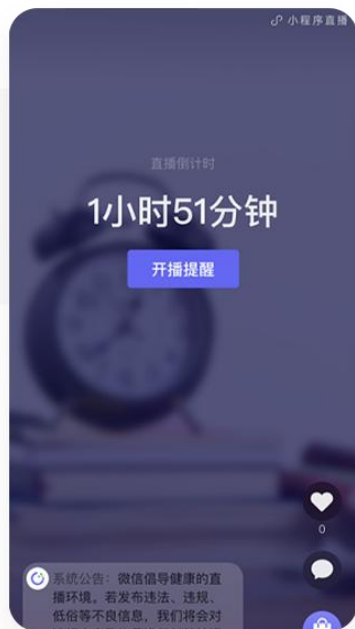 小程序直播
直播倒计时
1小时51分钟
开播提醒
0
系统公告：微信倡导健康的直
播环境。若发布违法、违规、
低俗等不良信息，我们将会对